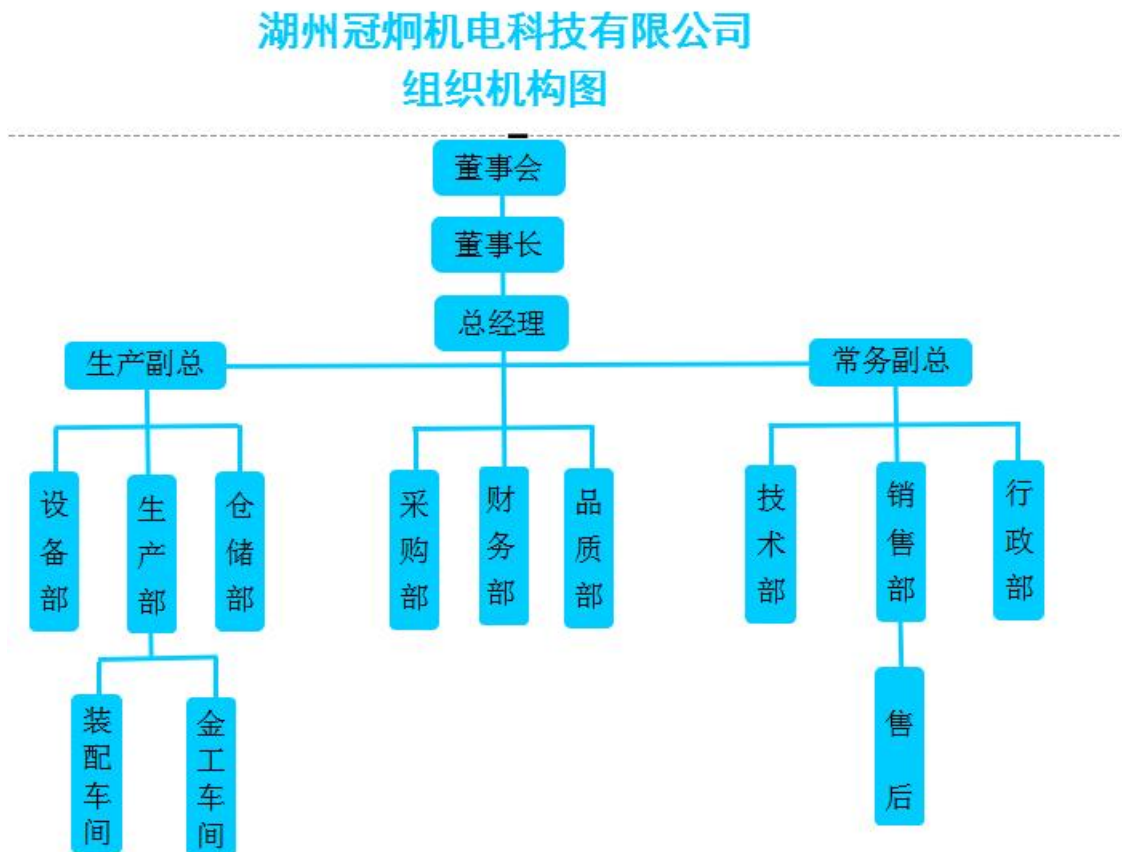 湖州冠炯机电科技有限公司
组织机构图
董事会
董事长
总经理
生产副总
常务副总
设备部
生产部
仓储部
采购部
财务部
品质部
技术部
销售部
行政部
装配车间
金工车间
售后